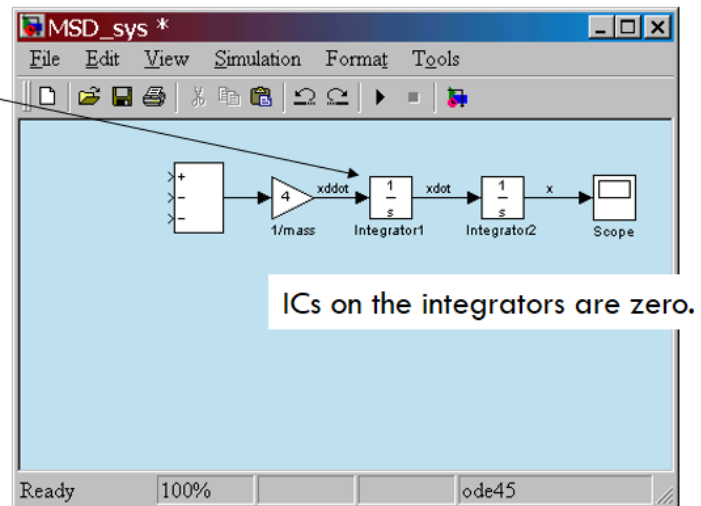 MSD_sys *
File Edit View Simulation Format Tools
+
-
-
4
xddot
1
s
xdot
1
s
x
1/mass Integrator1 Integrator2 Scope
ICs on the integrators are zero.
Ready 100% ode45